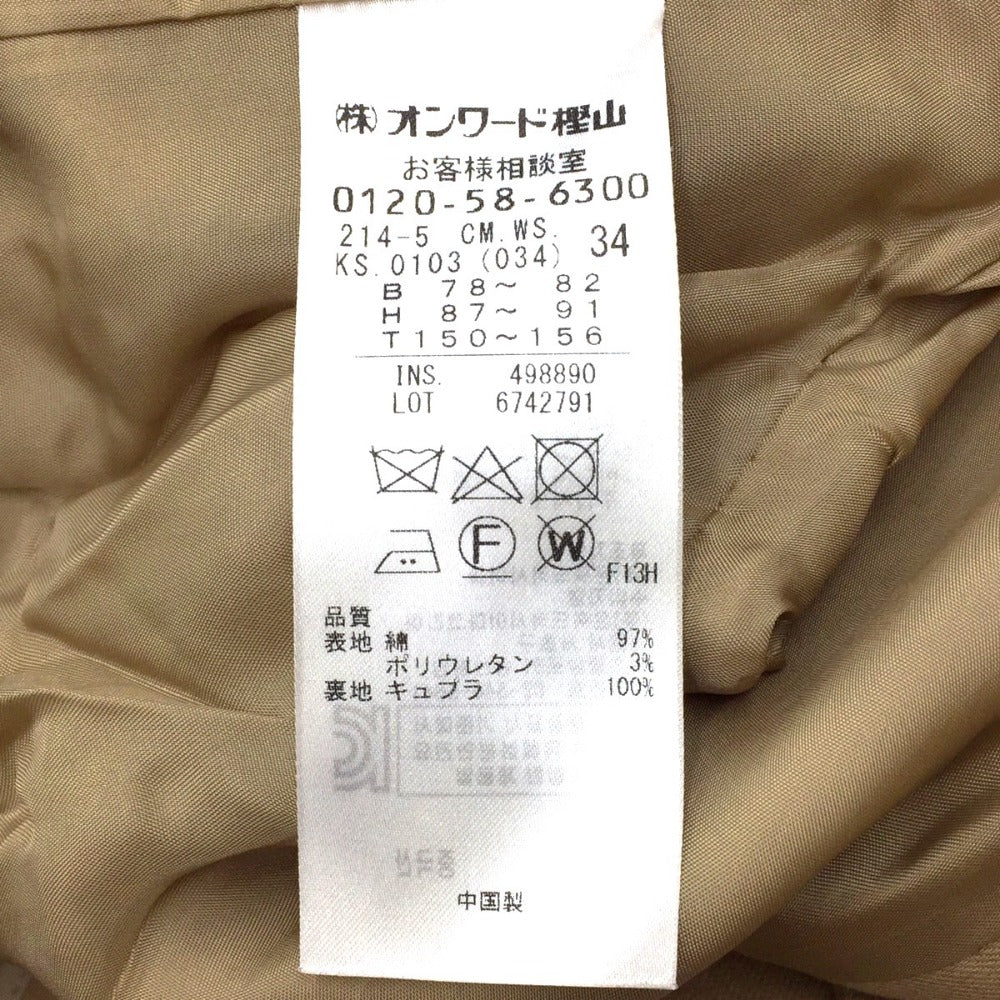 ㈱オンワード樫山
お客様相談室
0120-58-6300
214-5 CM.WS. 34
KS.0103 (034)
B 78～ 82
H 87～ 91
T150～156
INS. 498890
LOT 6742791
F W
F13H
品質
表地 綿 97%
ポリウレタン 3%
裏地 キュプラ 100%
中国製